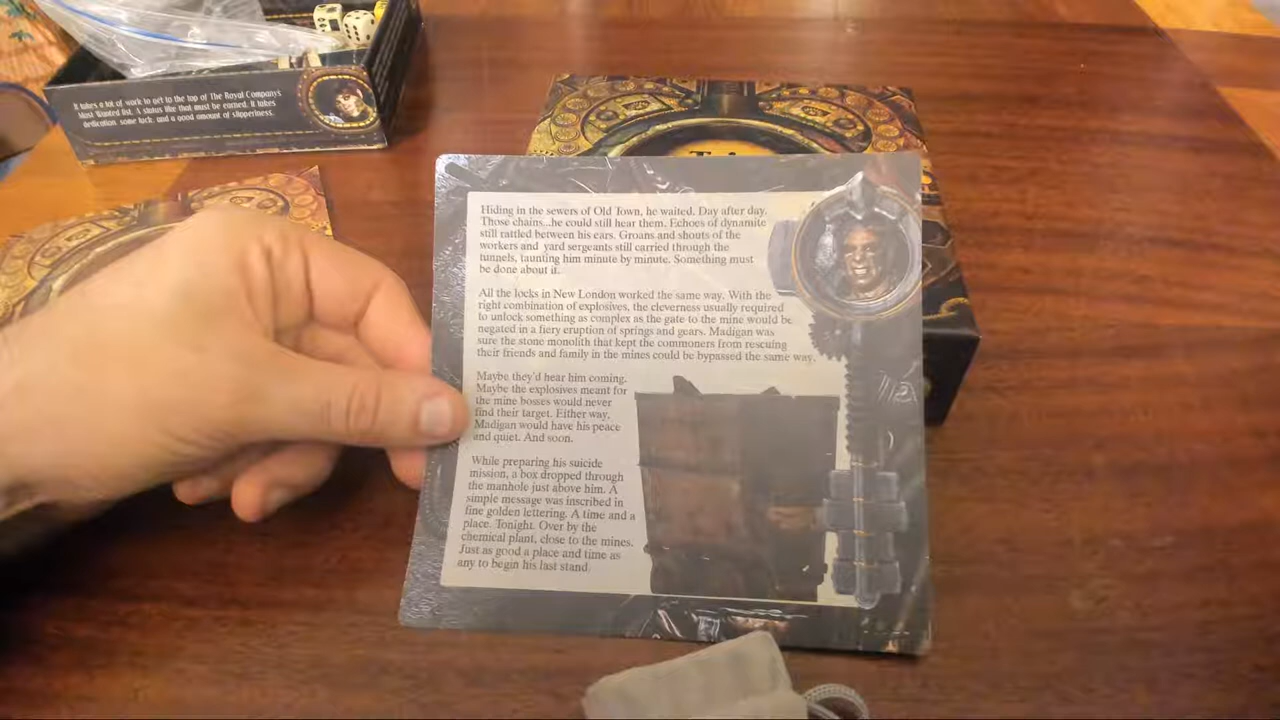 It takes a lot of work to get to the top of The Royal Company's
Most Wanted list. A status like that must be earned. It takes
dedication, some luck, and a good amount of slipperiness.
Hiding in the sewers of Old Town, he waited. Day after day.
Those chains...he could still hear them. Echoes of dynamite
still rattled between his ears. Groans and shouts of the
workers and yard sergeants still carried through the
tunnels, taunting him minute by minute. Something must
be done about it.
All the locks in New London worked the same way. With the
right combination of explosives, the cleverness usually required
to unlock something as complex as the gate to the mine would be
negated in a fiery eruption of springs and gears. Madigan was
sure the stone monolith that kept the commoners from rescuing
their friends and family in the mines could be bypassed the same way.
Maybe they'd hear him coming.
Maybe the explosives meant for
the mine bosses would never
find their target. Either way,
Madigan would have his peace
and quiet. And soon.
While preparing his suicide
mission, a box dropped through
the manhole just above him. A
simple message was inscribed in
fine golden lettering. A time and a
place. Tonight. Over by the
chemical plant, close to the mines.
Just as good a place and time as
any to begin his last stand.